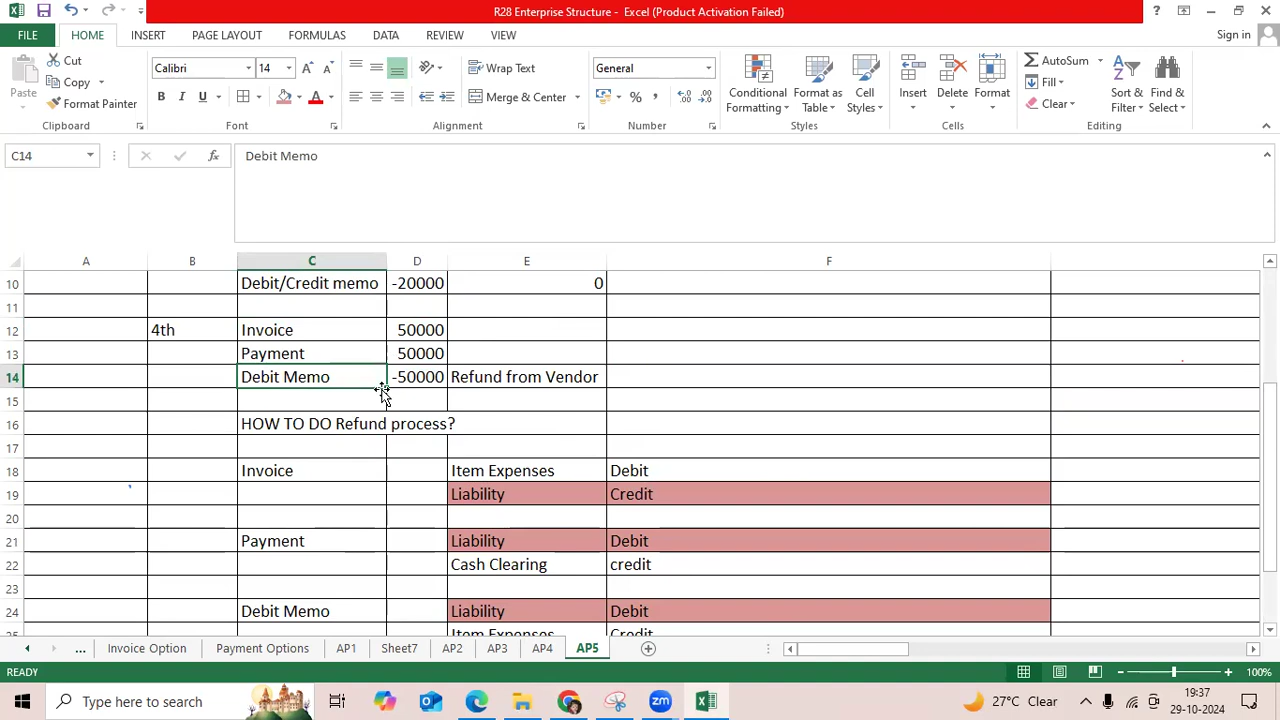 R28 Enterprise Structure - Excel (Product Activation Failed)
FILE HOME INSERT PAGE LAYOUT FORMULAS DATA REVIEW VIEW Sign in
Cut
Copy
Format Painter
Paste
Clipboard
Calibri 14
B I U
Font
Wrap Text
Merge & Center
Alignment
General
Number
Conditional Formatting
Format as Table
Cell Styles
Styles
Insert Delete Format
Cells
AutoSum
Fill
Clear
Sort & Filter
Find & Select
Editing
C14 fx Debit Memo
A B C D E F
10 Debit/Credit memo -20000 0
11
12 4th Invoice 50000
13 Payment 50000
14 Debit Memo -50000 Refund from Vendor
15
16 HOW TO DO Refund process?
17
18 Invoice Item Expenses Debit
19 Liability Credit
20
21 Payment Liability Debit
22 Cash Clearing credit
23
24 Debit Memo Liability Debit
25 Item Expenses Credit
... Invoice Option Payment Options AP1 Sheet7 AP2 AP3 AP4 AP5
READY 100%
Type here to search 27°C Clear 19:37
29-10-2024